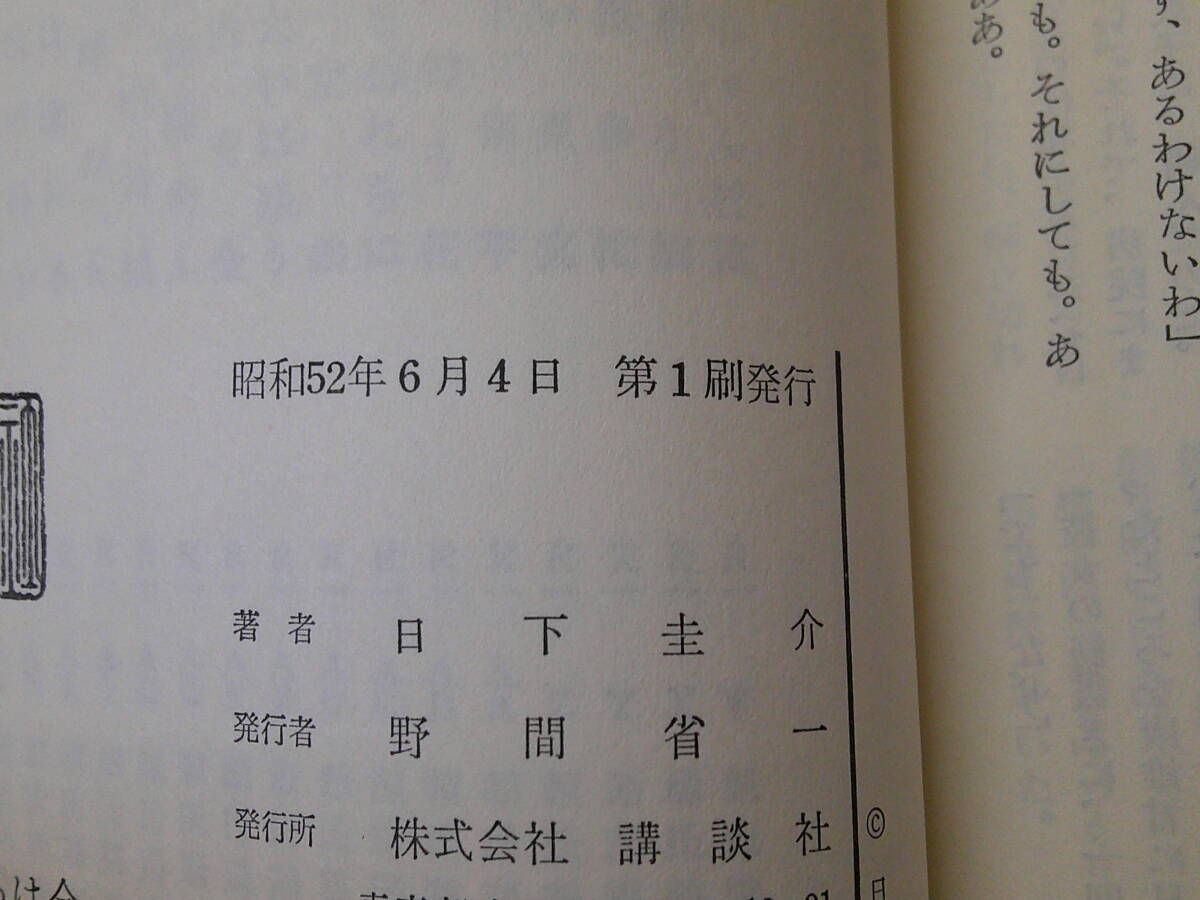 あるわけないわ」
も。それにしても。あ
ああ。
昭和52年6月4日 第1刷発行
著者 日下圭介
発行者 野間省一
発行所 株式会社講談社
©日